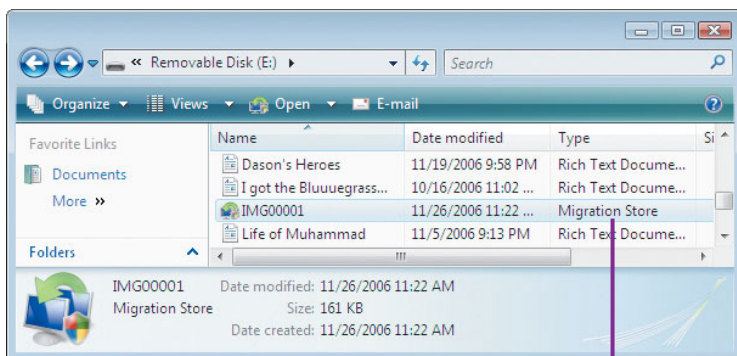 « Removable Disk (E:)
Search
Organize Views Open E-mail
Favorite Links
Documents
More »
Folders
Name Date modified Type Si
Dason's Heroes 11/19/2006 9:58 PM Rich Text Docume...
I got the Bluuuegrass... 10/16/2006 11:02 ... Rich Text Docume...
IMG00001 11/26/2006 11:22 ... Migration Store
Life of Muhammad 11/5/2006 9:13 PM Rich Text Docume...
IMG00001 Date modified: 11/26/2006 11:22 AM
Migration Store Size: 161 KB
Date created: 11/26/2006 11:22 AM